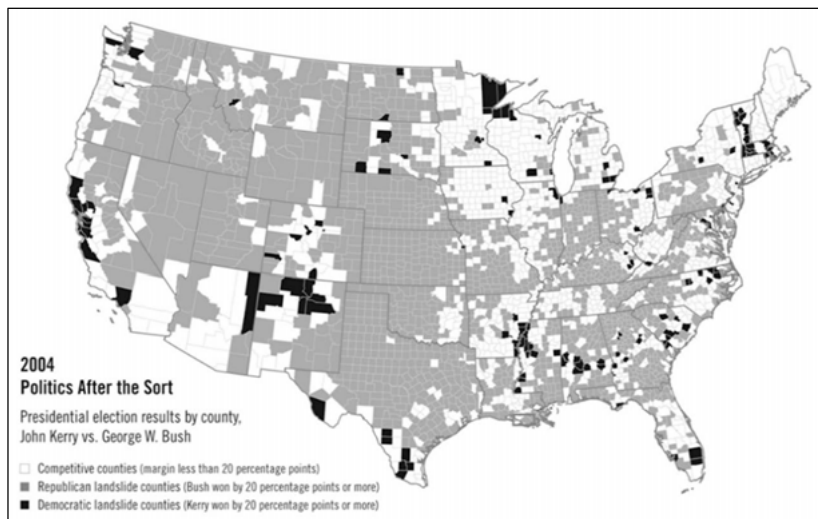 2004
Politics After the Sort
Presidential election results by county,
John Kerry vs. George W. Bush
Competitive counties (margin less than 20 percentage points)
Republican landslide counties (Bush won by 20 percentage points or more)
Democratic landslide counties (Kerry won by 20 percentage points or more)